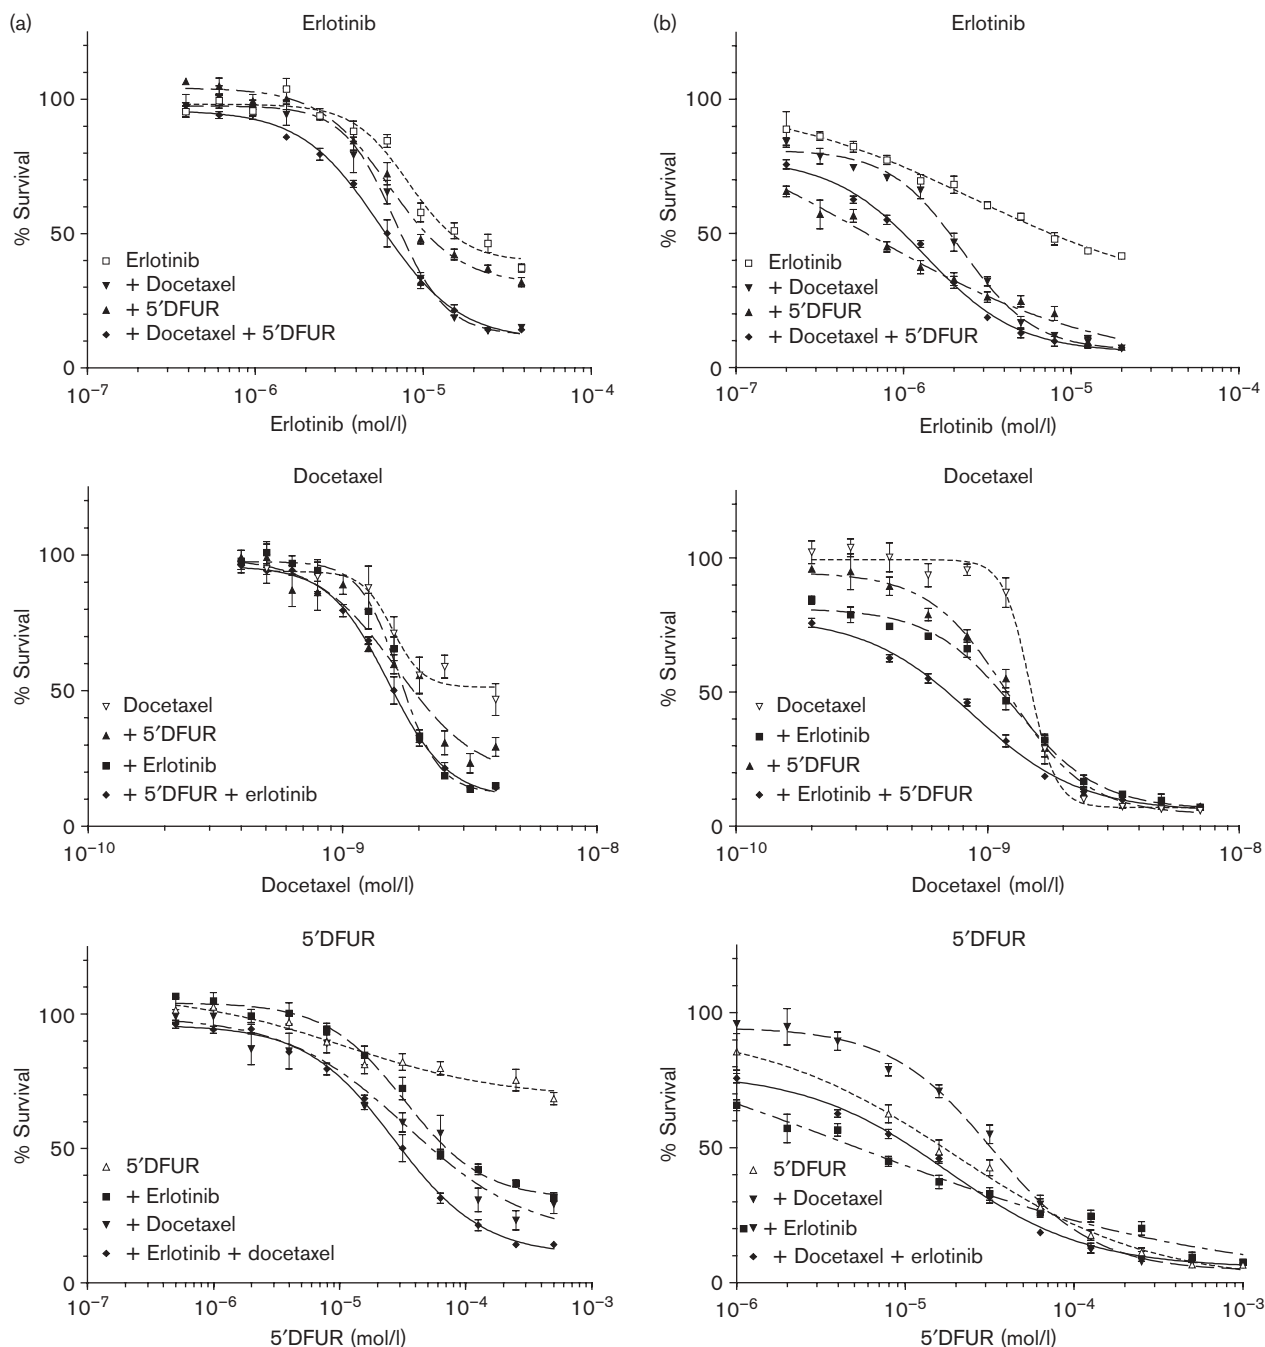 (a)
Erlotinib
% Survival
100
50
0
Erlotinib
+ Docetaxel
+ 5′DFUR
+ Docetaxel + 5′DFUR
10⁻⁷
10⁻⁶
10⁻⁵
10⁻⁴
Erlotinib (mol/l)
(b)
Erlotinib
% Survival
100
50
0
Erlotinib
+ Docetaxel
+ 5′DFUR
+ Docetaxel + 5′DFUR
10⁻⁷
10⁻⁶
10⁻⁵
10⁻⁴
Erlotinib (mol/l)
Docetaxel
% Survival
100
50
0
Docetaxel
+ 5′DFUR
+ Erlotinib
+ 5′DFUR + erlotinib
10⁻¹⁰
10⁻⁹
10⁻⁸
Docetaxel (mol/l)
Docetaxel
% Survival
100
50
0
Docetaxel
+ Erlotinib
+ 5′DFUR
+ Erlotinib + 5′DFUR
10⁻¹⁰
10⁻⁹
10⁻⁸
Docetaxel (mol/l)
5′DFUR
% Survival
100
50
0
5′DFUR
+ Erlotinib
+ Docetaxel
+ Erlotinib + docetaxel
10⁻⁷
10⁻⁶
10⁻⁵
10⁻⁴
10⁻³
5′DFUR (mol/l)
5′DFUR
% Survival
100
50
0
5′DFUR
+ Docetaxel
+ Erlotinib
+ Docetaxel + erlotinib
10⁻⁶
10⁻⁵
10⁻⁴
10⁻³
5′DFUR (mol/l)